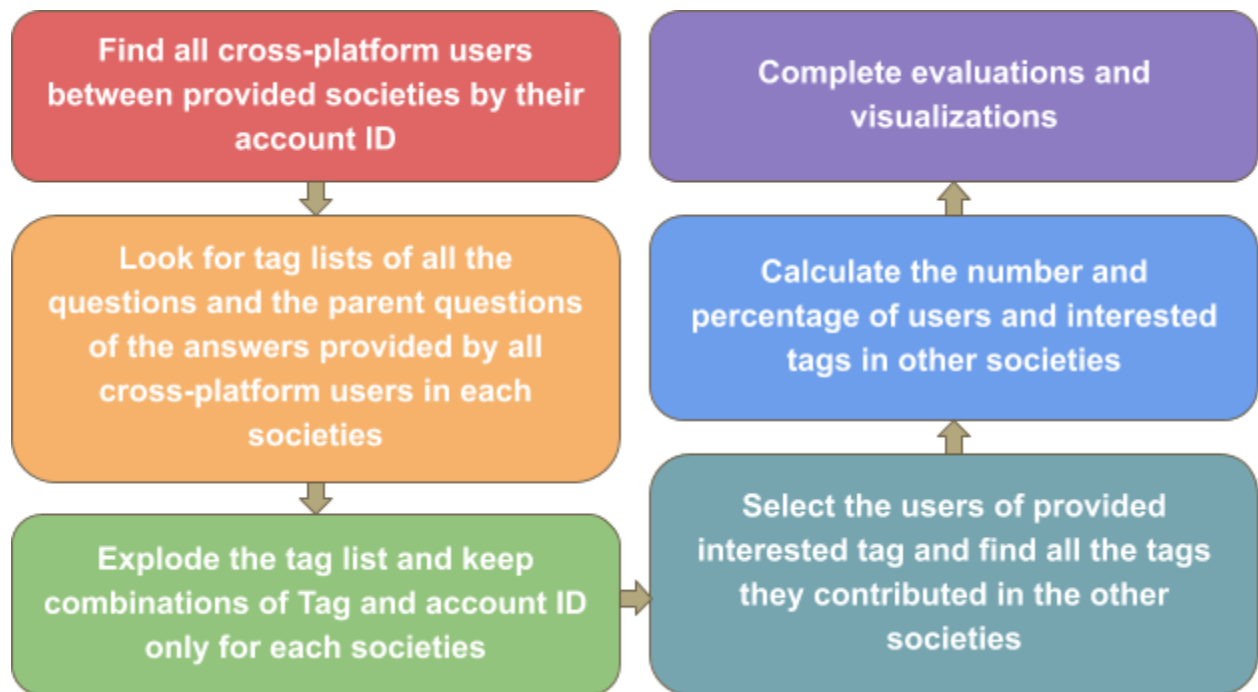 Find all cross-platform users
between provided societies by their
account ID
Look for tag lists of all the
questions and the parent questions
of the answers provided by all
cross-platform users in each
societies
Explode the tag list and keep
combinations of Tag and account ID
only for each societies
Select the users of provided
interested tag and find all the tags
they contributed in the other
societies
Calculate the number and
percentage of users and interested
tags in other societies
Complete evaluations and
visualizations